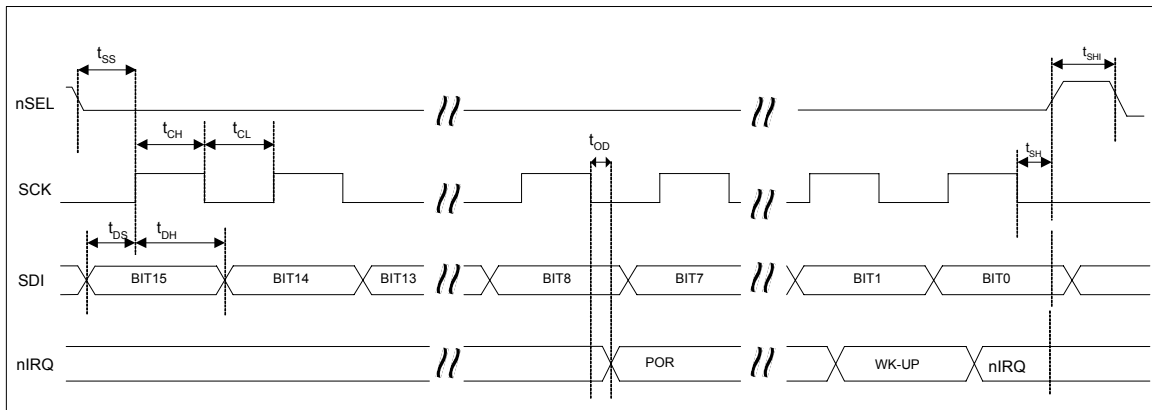 tSS
tSHI
nSEL
tCH
tCL
tOD
tSH
SCK
tDS
tDH
SDI
BIT15
BIT14
BIT13
BIT8
BIT7
BIT1
BIT0
nIRQ
POR
WK-UP
nIRQ